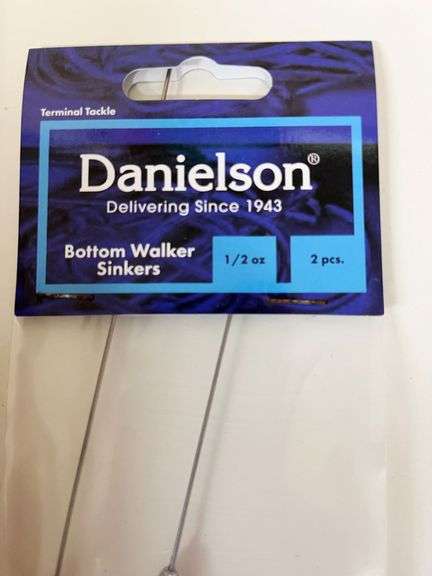 Terminal Tackle
Danielson®
Delivering Since 1943
Bottom Walker
Sinkers
1/2 oz
2 pcs.